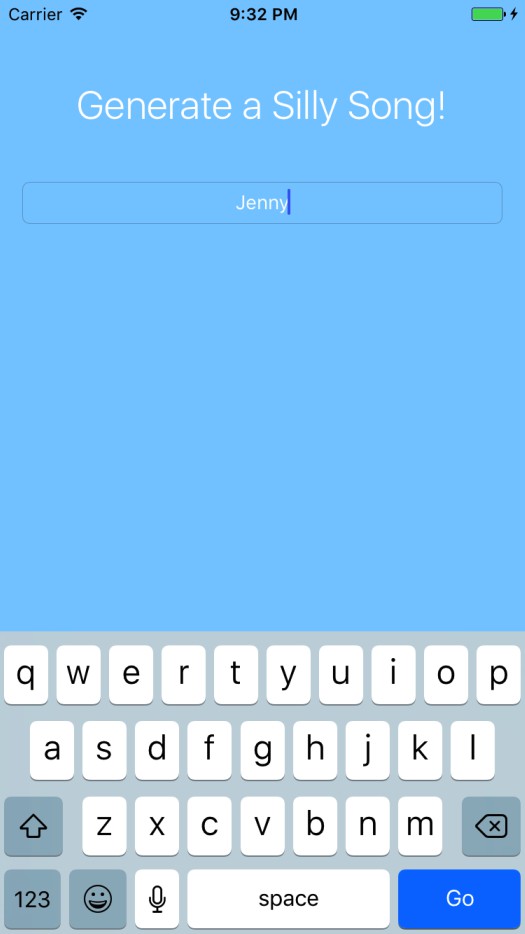 Carrier 9:32 PM
Generate a Silly Song!
Jenny
q w e r t y u i o p
a s d f g h j k l
z x c v b n m
123 space Go